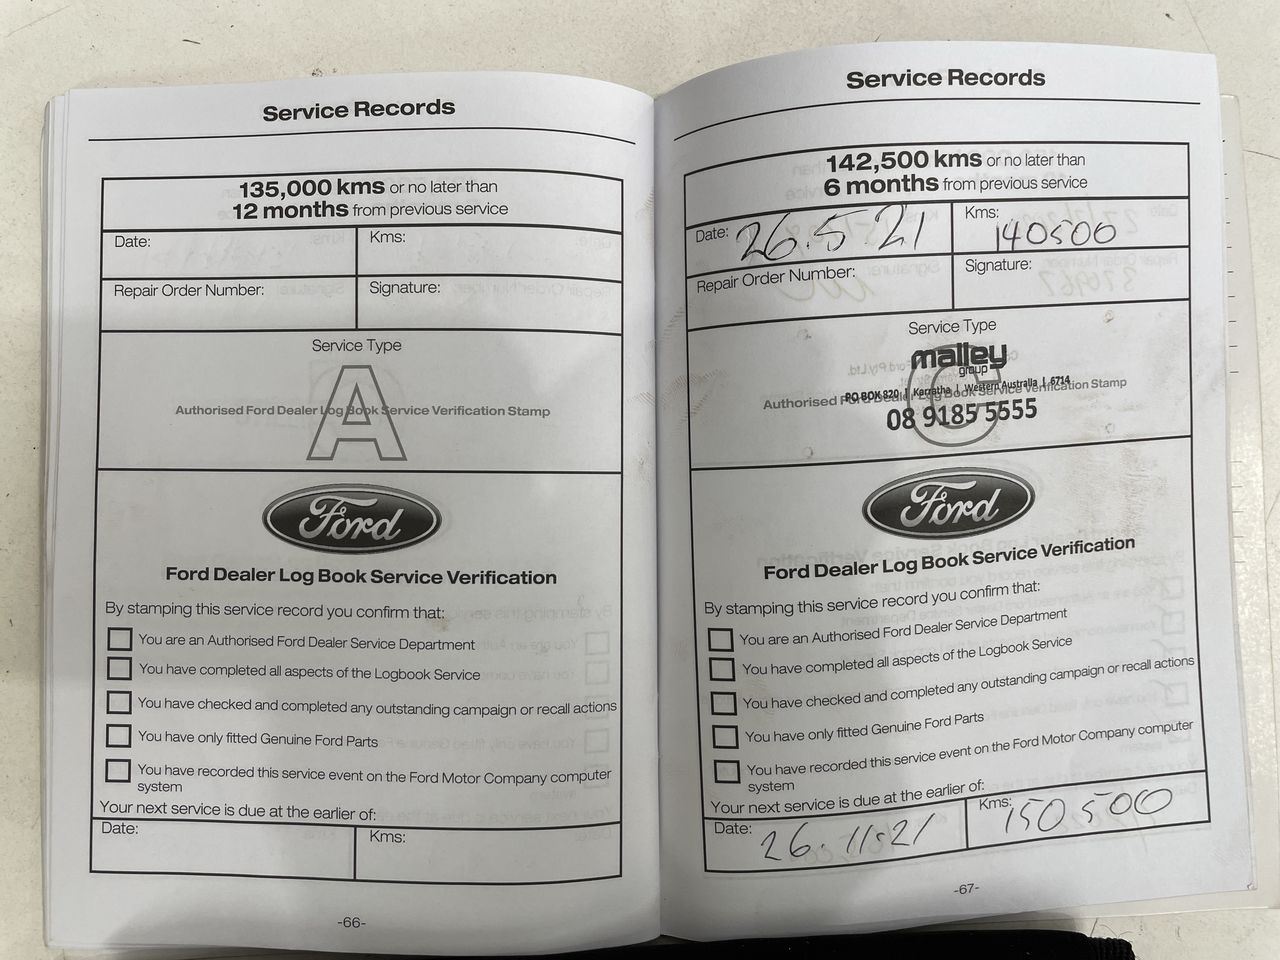 Service Records
135,000 kms or no later than
12 months from previous service
Date:
Kms:
Repair Order Number:
Signature:
Service Type
A
Authorised Ford Dealer Log Book Service Verification Stamp
Ford
Ford Dealer Log Book Service Verification
By stamping this service record you confirm that:
You are an Authorised Ford Dealer Service Department
You have completed all aspects of the Logbook Service
You have checked and completed any outstanding campaign or recall actions
You have only fitted Genuine Ford Parts
You have recorded this service event on the Ford Motor Company computer
system
Your next service is due at the earlier of:
Date:
Kms:
-66-
Service Records
142,500 kms or no later than
6 months from previous service
Date: 26.5.21
Kms: 140500
Repair Order Number:
Signature:
Service Type
malley
group
PO BOX 820 | Karratha | Western Australia | 6714
Authorised Ford Dealer Log Book Service Verification Stamp
08 9185 5555
Ford
Ford Dealer Log Book Service Verification
By stamping this service record you confirm that:
You are an Authorised Ford Dealer Service Department
You have completed all aspects of the Logbook Service
You have checked and completed any outstanding campaign or recall actions
You have only fitted Genuine Ford Parts
You have recorded this service event on the Ford Motor Company computer
system
Your next service is due at the earlier of:
Date: 26.11.21
Kms: 150500
-67-